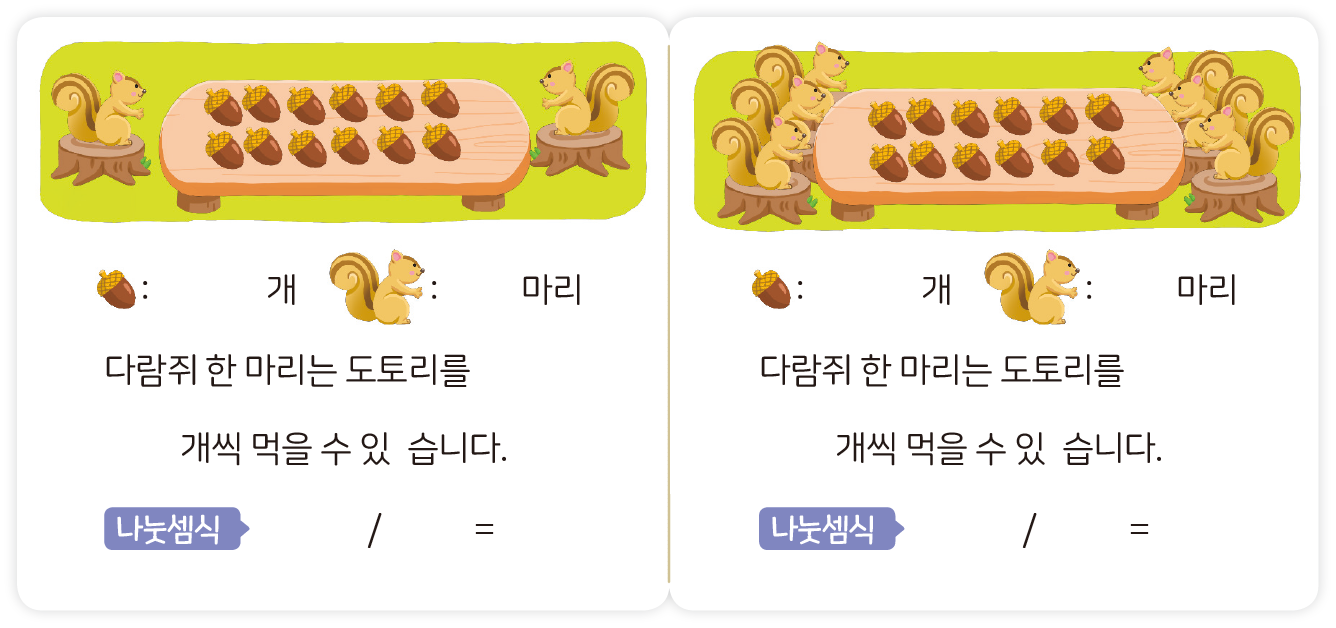 : 개 : 마리
다람쥐 한 마리는 도토리를
개씩 먹을 수 있 습니다.
나눗셈식 / =
: 개 : 마리
다람쥐 한 마리는 도토리를
개씩 먹을 수 있 습니다.
나눗셈식 / =